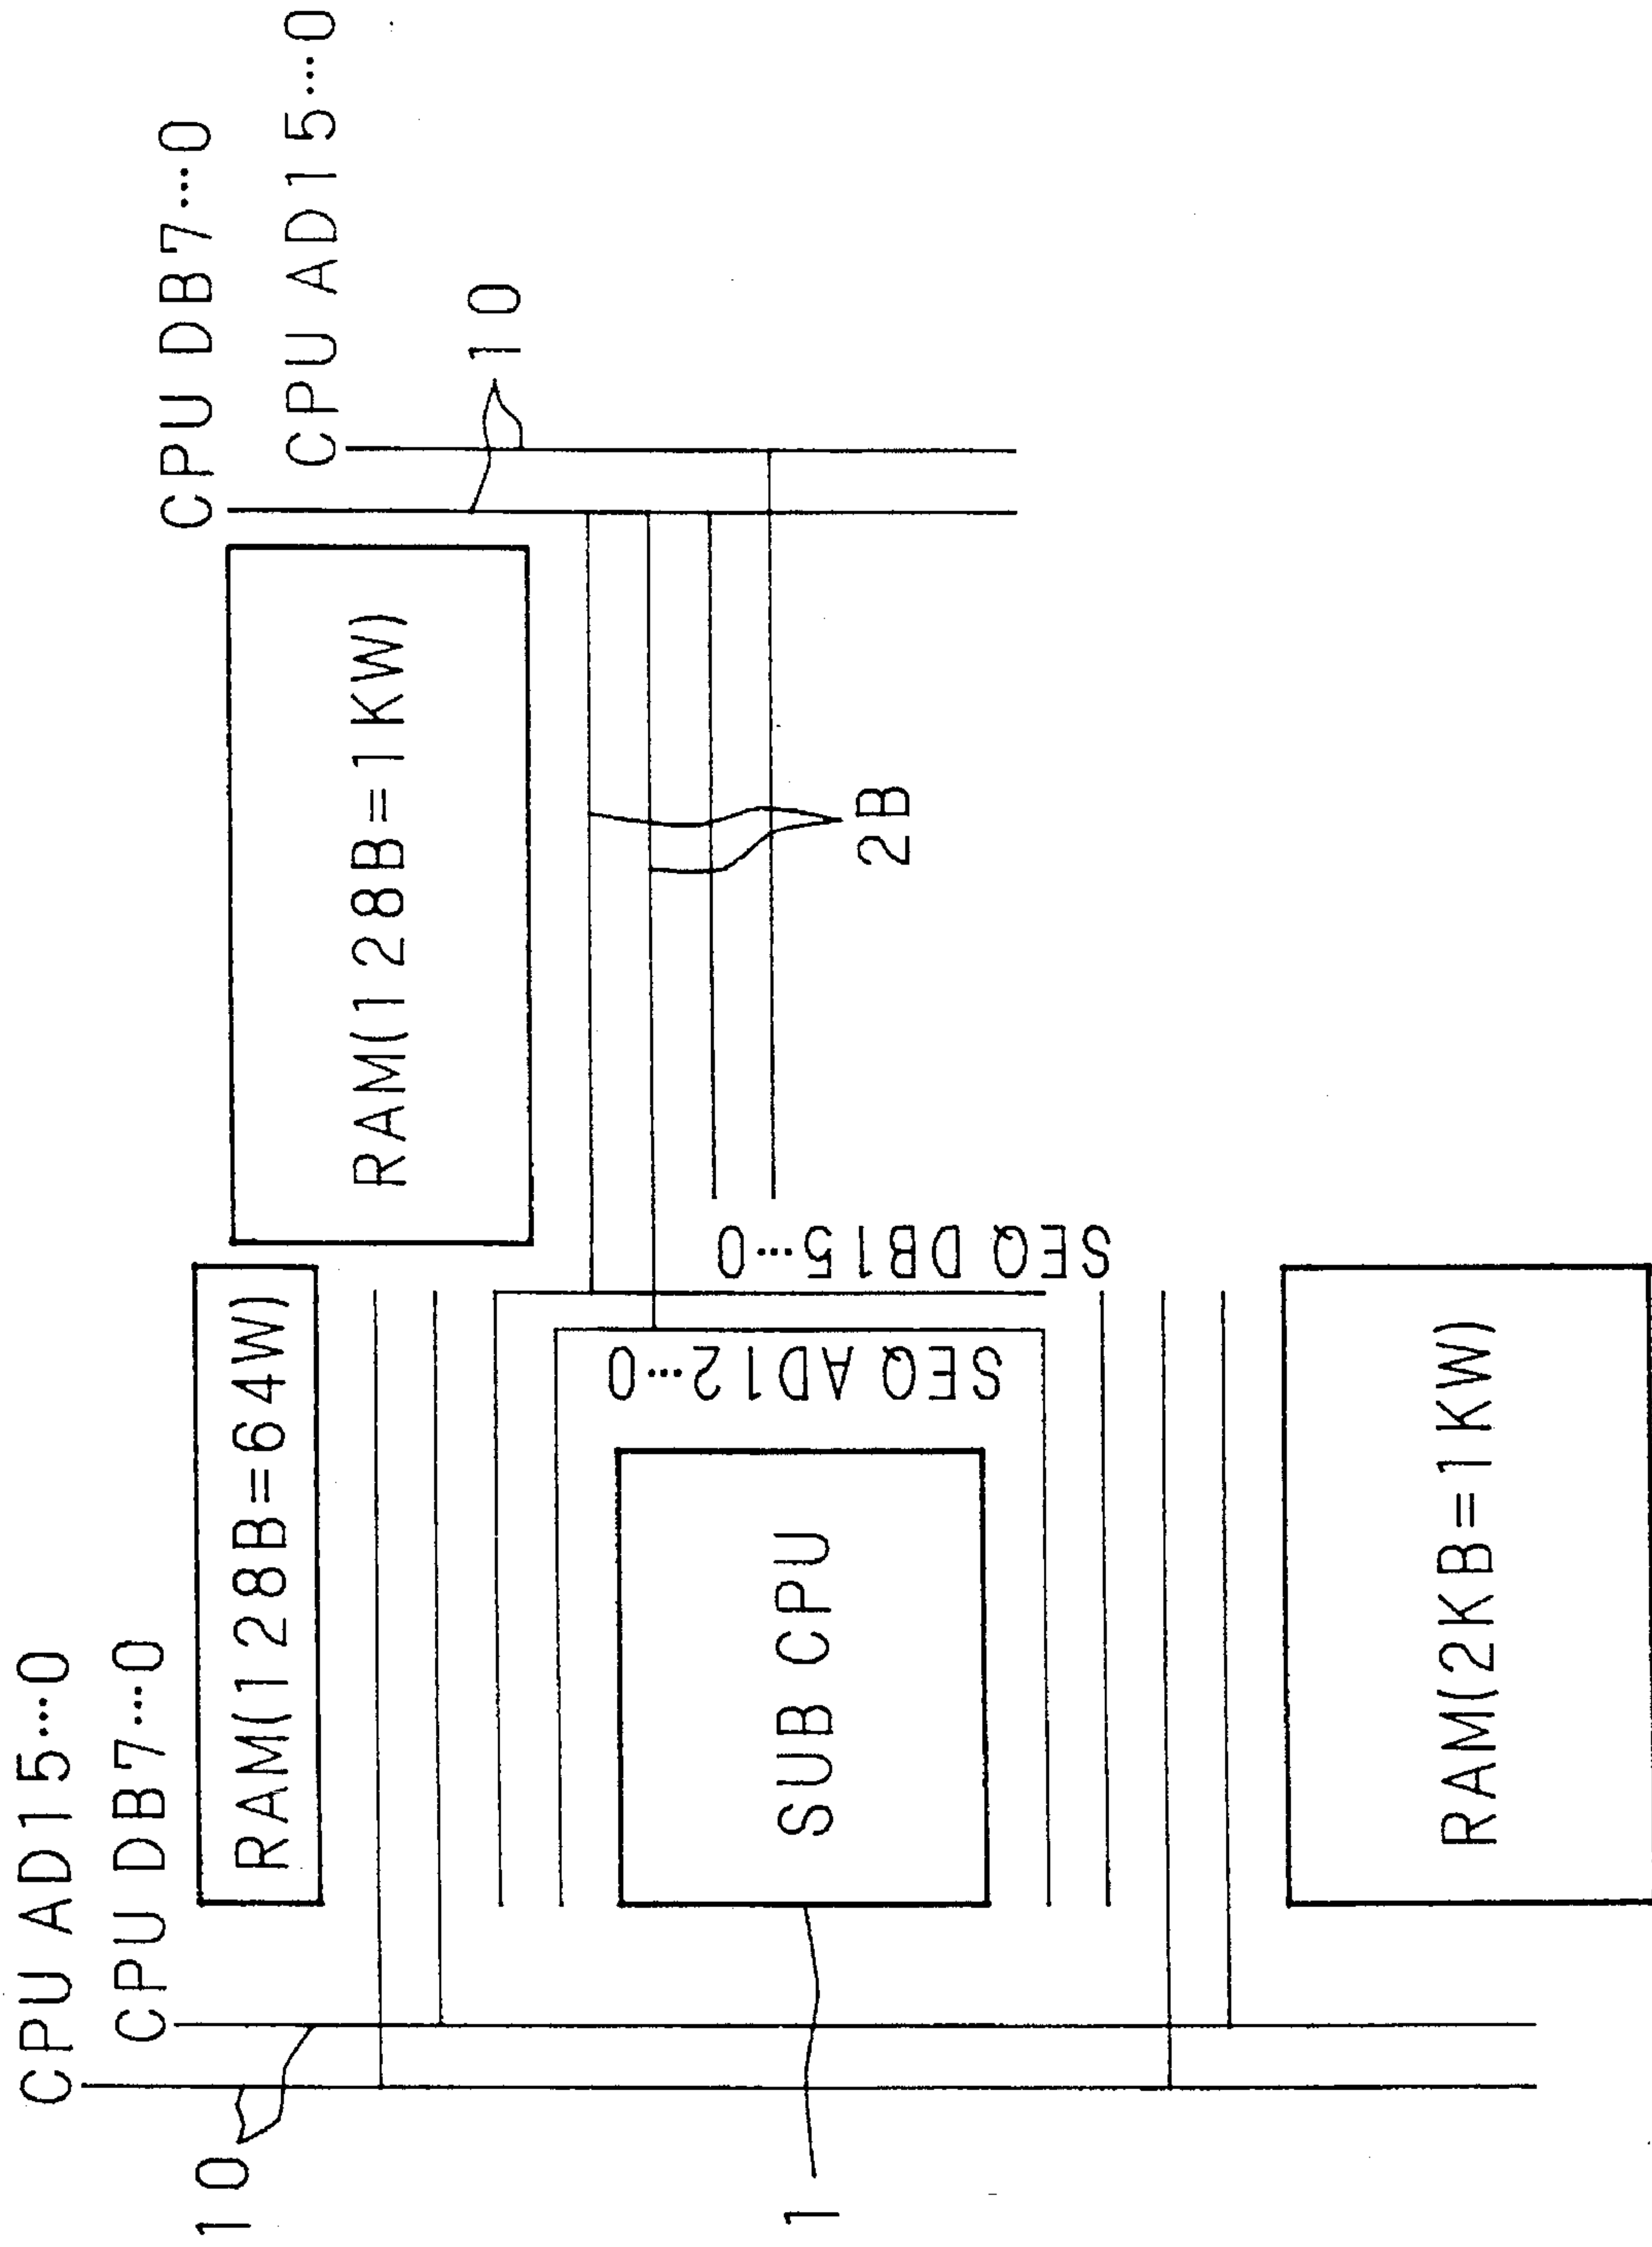 CPU AD15…0
CPU DB7…0
10
RAM(128B=64W)
RAM(128B=1KW)
CPU DB7…0
CPU AD15…0
10
SUB CPU
1
SEQ AD12…0
SEQ DB15…0
2B
RAM(2KB=1KW)